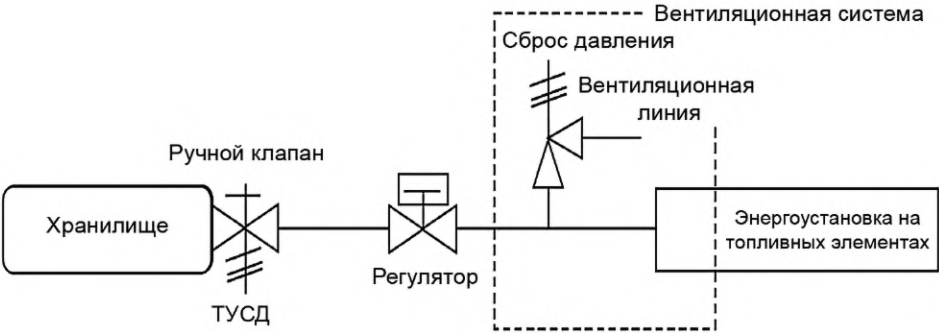 Вентиляционная система
Сброс давления
Вентиляционная
линия
Ручной клапан
Хранилище
Энергоустановка на
топливных элементах
Регулятор
ТУСД